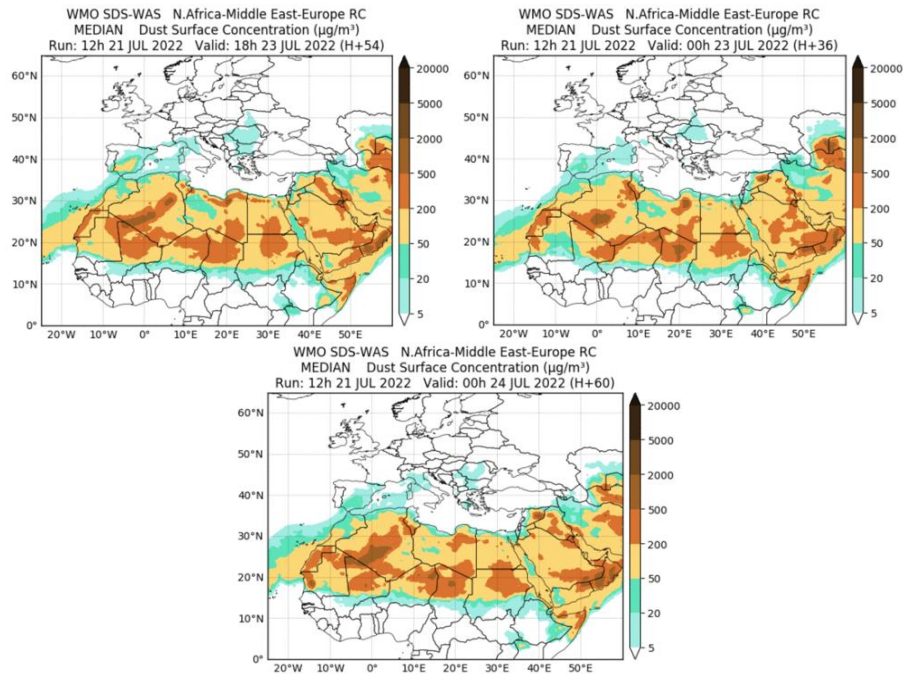 WMO SDS-WAS   N.Africa-Middle East-Europe RC
MEDIAN    Dust Surface Concentration (µg/m³)
Run: 12h 21 JUL 2022   Valid: 18h 23 JUL 2022 (H+54)
60°N
50°N
40°N
30°N
20°N
10°N
0°
20°W
10°W
0°
10°E
20°E
30°E
40°E
50°E
20000
5000
2000
500
200
50
20
5
WMO SDS-WAS   N.Africa-Middle East-Europe RC
MEDIAN    Dust Surface Concentration (µg/m³)
Run: 12h 21 JUL 2022   Valid: 00h 23 JUL 2022 (H+36)
60°N
50°N
40°N
30°N
20°N
10°N
0°
20°W
10°W
0°
10°E
20°E
30°E
40°E
50°E
20000
5000
2000
500
200
50
20
5
WMO SDS-WAS   N.Africa-Middle East-Europe RC
MEDIAN    Dust Surface Concentration (µg/m³)
Run: 12h 21 JUL 2022   Valid: 00h 24 JUL 2022 (H+60)
60°N
50°N
40°N
30°N
20°N
10°N
0°
20°W
10°W
0°
10°E
20°E
30°E
40°E
50°E
20000
5000
2000
500
200
50
20
5